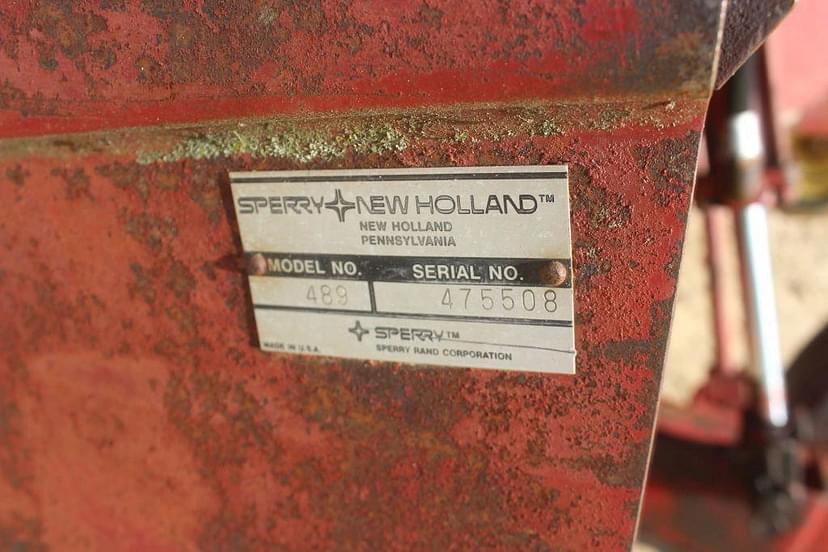 SPERRY NEW HOLLAND™
NEW HOLLAND
PENNSYLVANIA
MODEL NO. SERIAL NO.
489 475508
SPERRY™
MADE IN U.S.A. SPERRY RAND CORPORATION